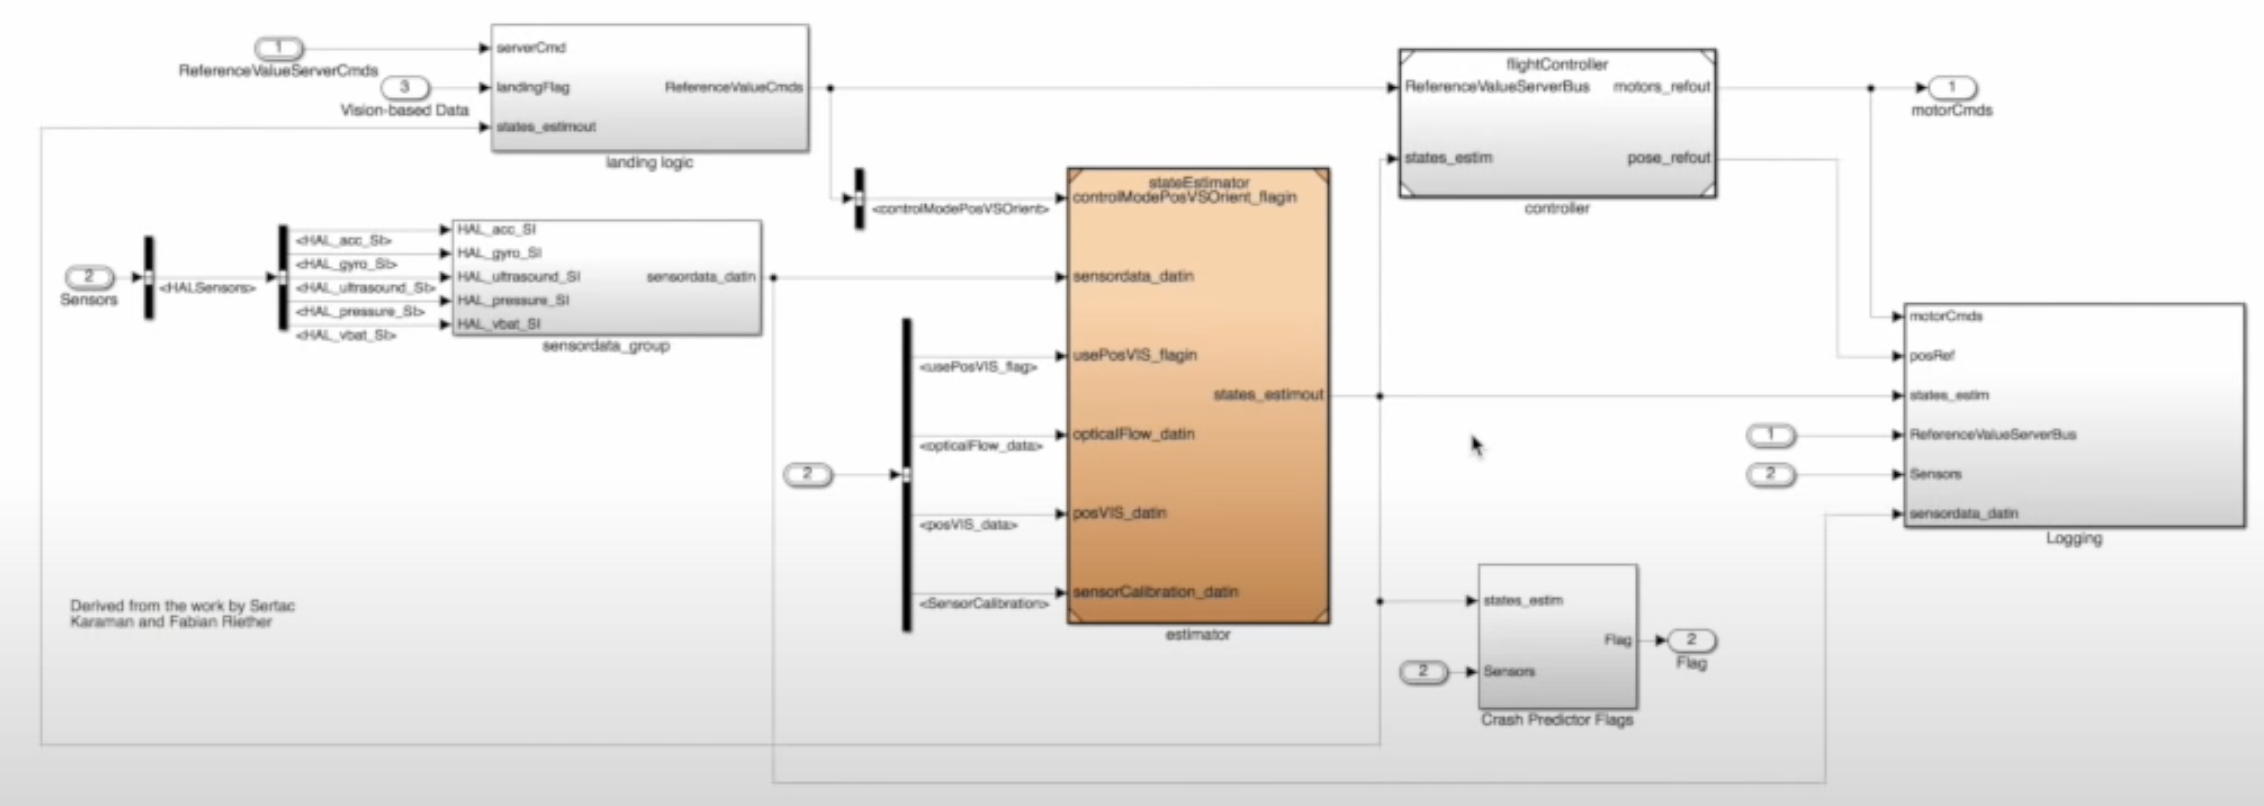 1
ReferenceValueServerCmds
3
Vision-based Data
serverCmd
landingFlag
states_estimout
ReferenceValueCmds
landing logic
2
Sensors
<HALSensors>
<HAL_acc_SI>
<HAL_gyro_SI>
<HAL_ultrasound_SI>
<HAL_pressure_SI>
<HAL_vbat_SI>
HAL_acc_SI
HAL_gyro_SI
HAL_ultrasound_SI
HAL_pressure_SI
HAL_vbat_SI
sensordata_datin
sensordata_group
<controlModePosVSOrient>
2
<usePosVIS_flag>
<opticalFlow_data>
<posVIS_data>
<SensorCalibration>
stateEstimator
controlModePosVSOrient_flagin
sensordata_datin
usePosVIS_flagin
states_estimout
opticalFlow_datin
posVIS_datin
sensorCalibration_datin
estimator
flightController
ReferenceValueServerBus
motors_refout
states_estim
pose_refout
controller
1
motorCmds
motorCmds
posRef
states_estim
1
ReferenceValueServerBus
2
Sensors
sensordata_datin
Logging
states_estim
Flag
2
Sensors
Crash Predictor Flags
2
Flag
Derived from the work by Sertac
Karaman and Fabian Riether